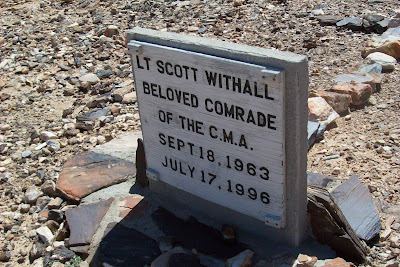 LT SCOTT WITHALL
BELOVED COMRADE
OF THE C.M.A.
SEPT 18, 1963
JULY 17, 1996